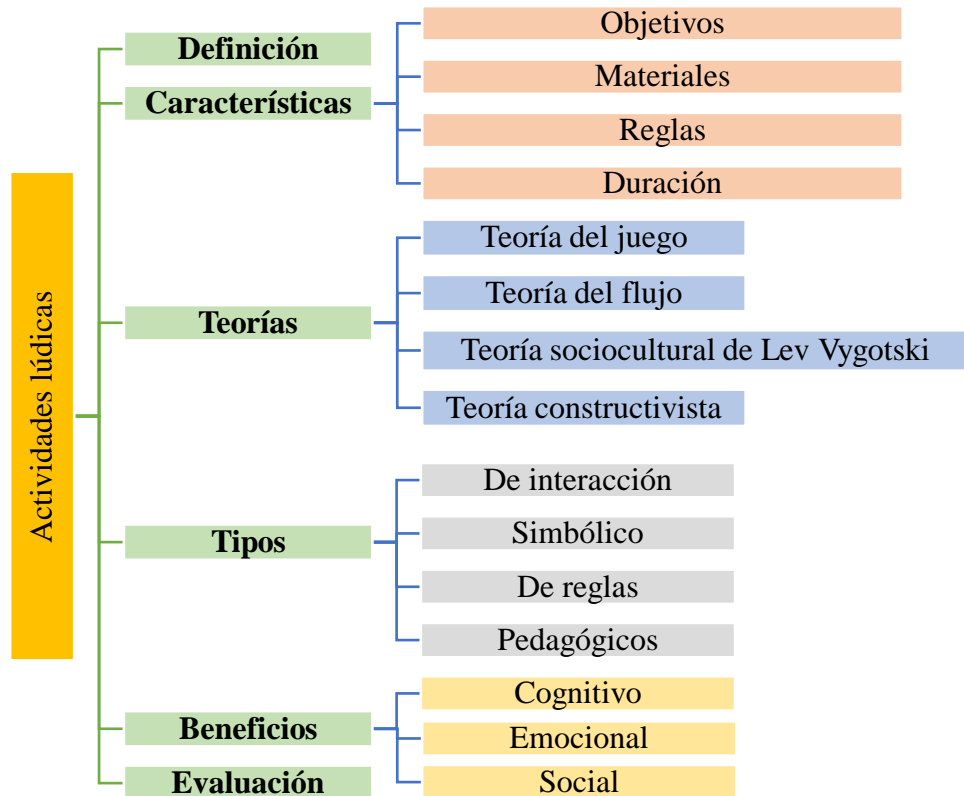 Actividades lúdicas
Definición
Carácterísticas
Objetivos
Materiales
Reglas
Duración
Teorías
Teoría del juego
Teoría del flujo
Teoría sociocultural de Lev Vygotski
Teoría constructivista
Tipos
De interacción
Simbólico
De reglas
Pedagógicos
Beneficios
Cognitivo
Emocional
Social
Evaluación